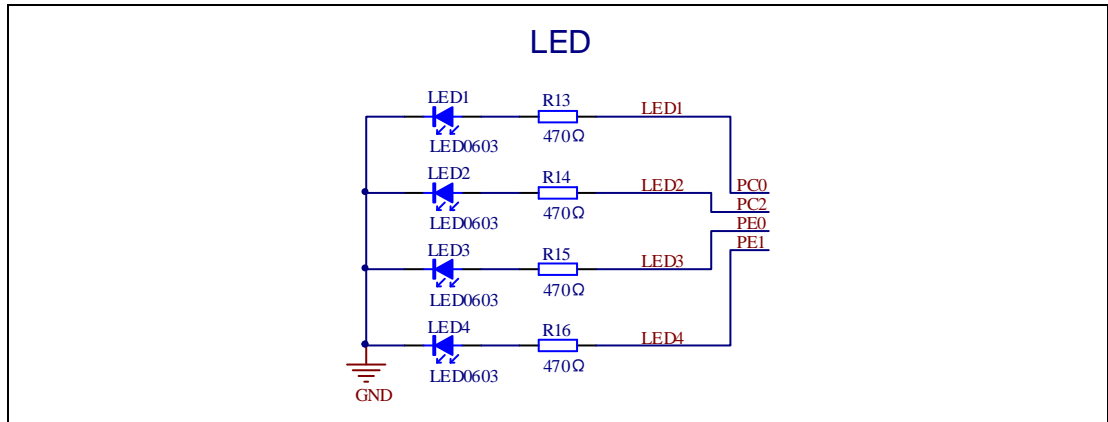 LED
LED1
R13
LED1
LED0603
470Ω
LED2
R14
LED2
PC0
LED0603
470Ω
PC2
PE0
LED3
R15
LED3
PE1
LED0603
470Ω
LED4
R16
LED4
LED0603
470Ω
GND